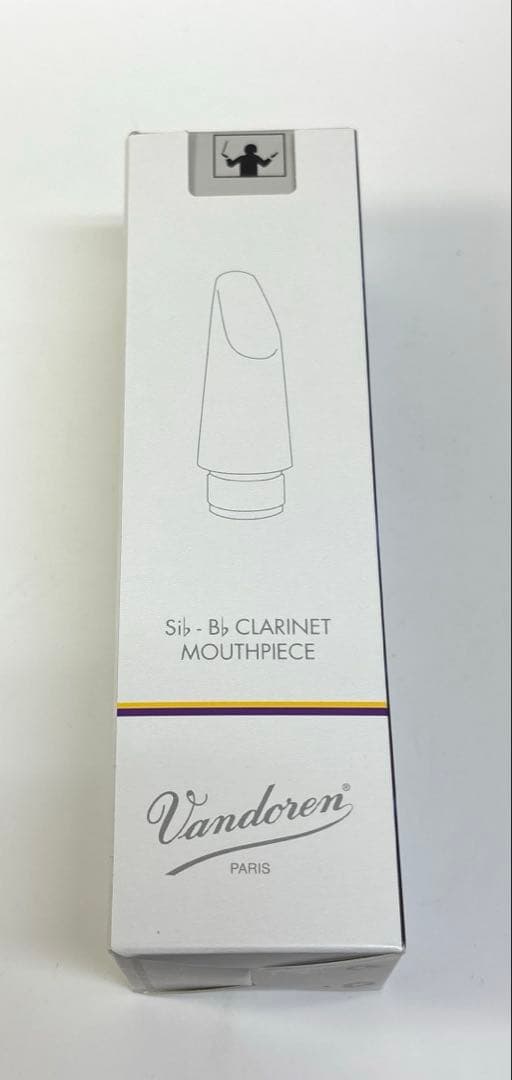 Si♭ - B♭ CLARINET
MOUTHPIECE
Vandoren®
PARIS